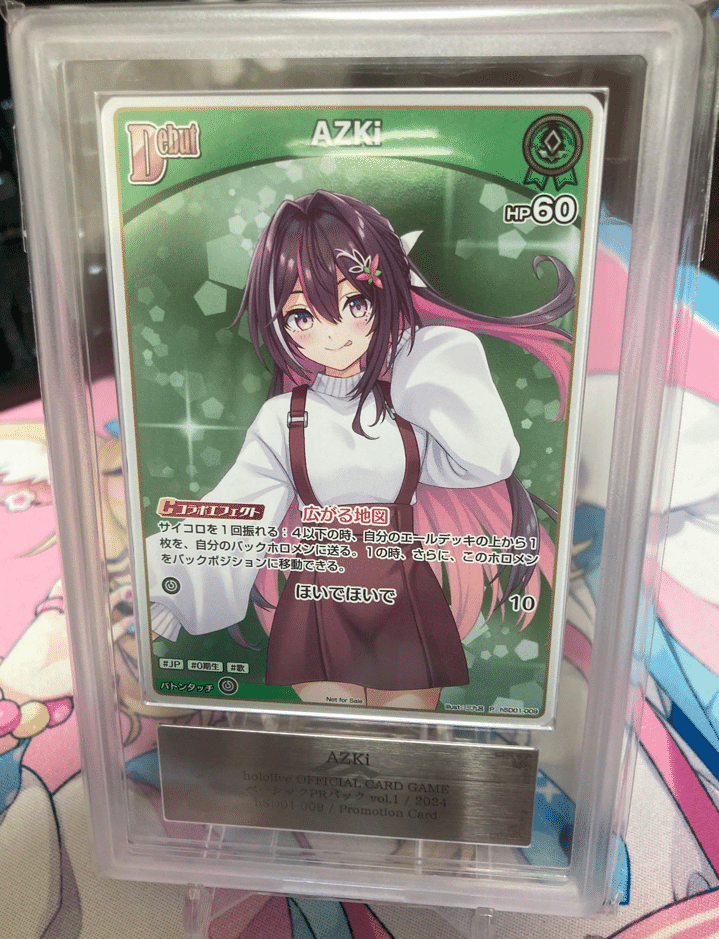 Debut
AZKi
HP60
コラボエフェクト 広がる地図
サイコロを1回振れる：4以下の時、自分のエールデッキの上から1
枚を、自分のバックホロメンに送る。1の時、さらに、このホロメン
をバックポジションに移動できる。
ほいでほいで 10
#JP #0期生 #歌
バトンタッチ
Not for Sale
P hSD01-009
AZKi
hololive OFFICIAL CARD GAME
ベーシックPRパック vol.1 / 2024
hSD01-009 / Promotion Card